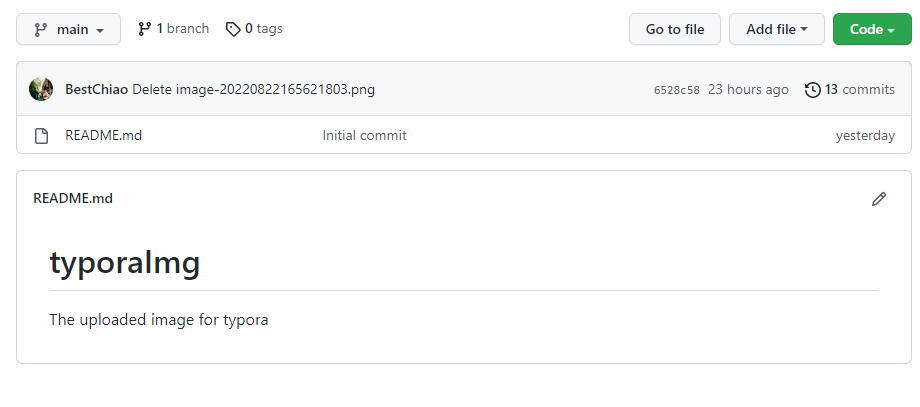 main 1 branch 0 tags Go to file Add file Code
BestChiao Delete image-20220822165621803.png 6528c58 23 hours ago 13 commits
README.md Initial commit yesterday
README.md
typoraImg
The uploaded image for typora